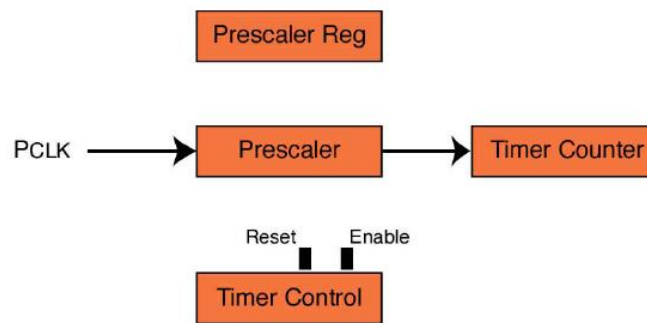 Prescaler Reg
PCLK
Prescaler
Timer Counter
Reset
Enable
Timer Control